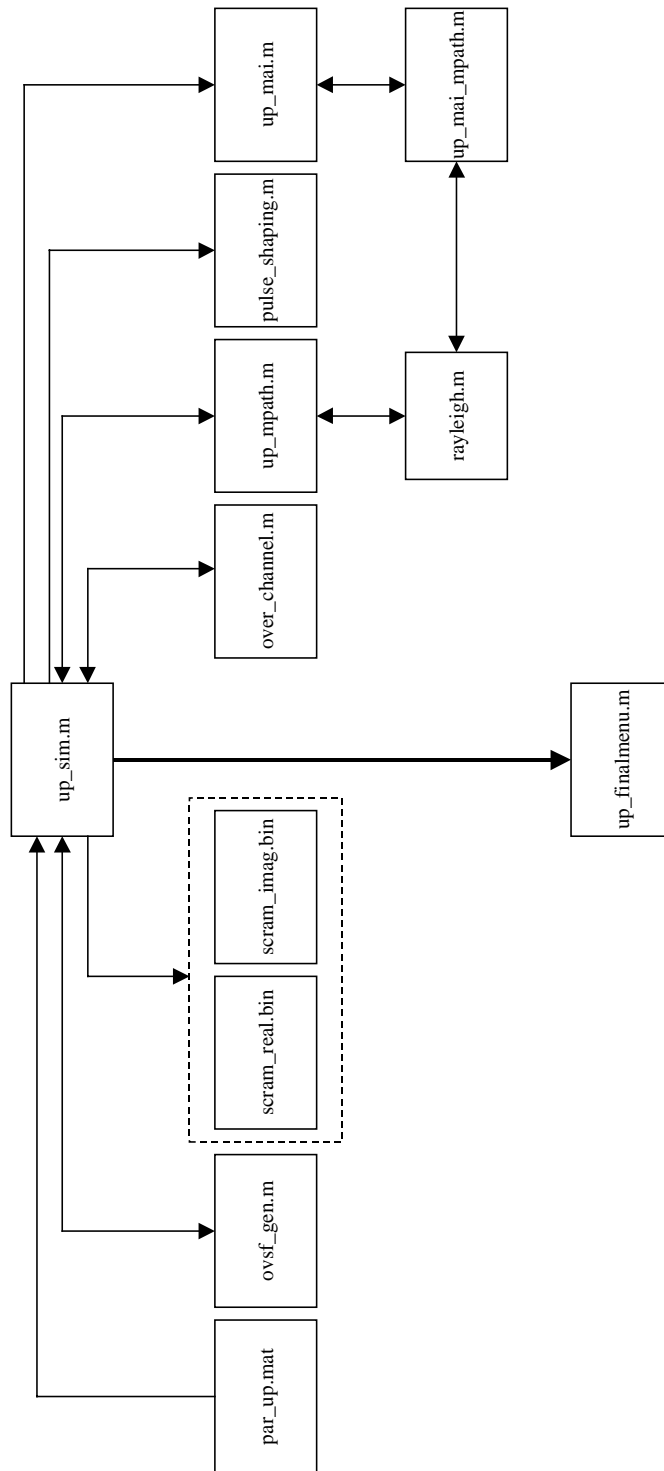 up_sim.m
par_up.mat
ovsf_gen.m
scram_real.bin
scram_imag.bin
over_channel.m
up_mpath.m
pulse_shaping.m
up_mai.m
rayleigh.m
up_mai_mpath.m
up_finalmenu.m